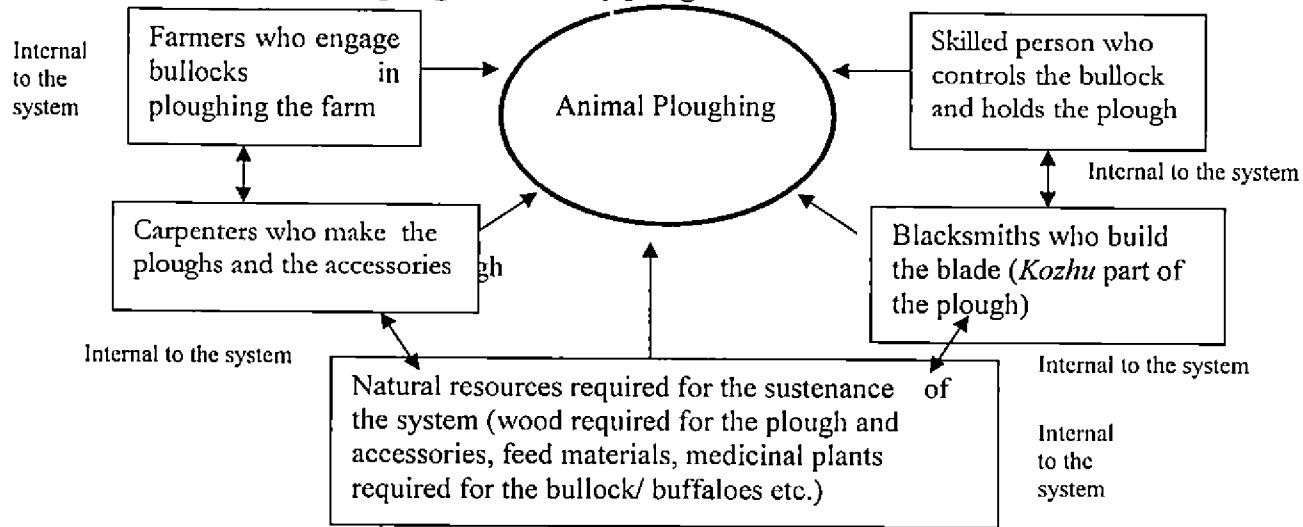 Internal
to the
system
Farmers who engage
bullocks in
ploughing the farm
Animal Ploughing
Skilled person who
controls the bullock
and holds the plough
Internal to the system
Carpenters who make the
ploughs and the accessories
gh
Blacksmiths who build
the blade (Kozhu part of
the plough)
Internal to the system
Internal to the system
Natural resources required for the sustenance of
the system (wood required for the plough and
accessories, feed materials, medicinal plants
required for the bullock/ buffaloes etc.)
Internal
to the
system